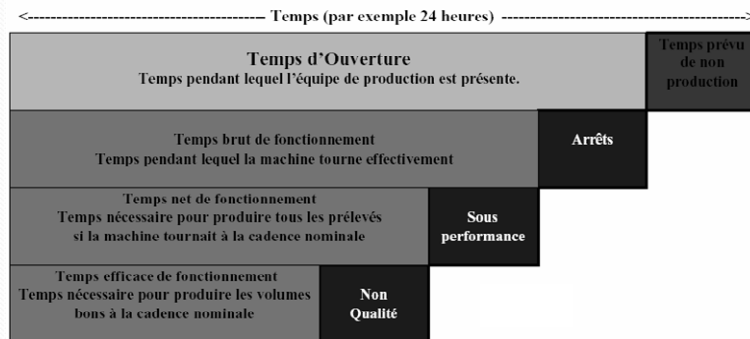 <--- Temps (par exemple 24 heures) --->
Temps d'Ouverture
Temps pendant lequel l'équipe de production est présente.
Temps prévu
de non
production
Temps brut de fonctionnement
Temps pendant lequel la machine tourne effectivement
Arrêts
Temps net de fonctionnement
Temps nécessaire pour produire tous les prélevés
si la machine tournait à la cadence nominale
Sous
performance
Temps efficace de fonctionnement
Temps nécessaire pour produire les volumes
bons à la cadence nominale
Non
Qualité